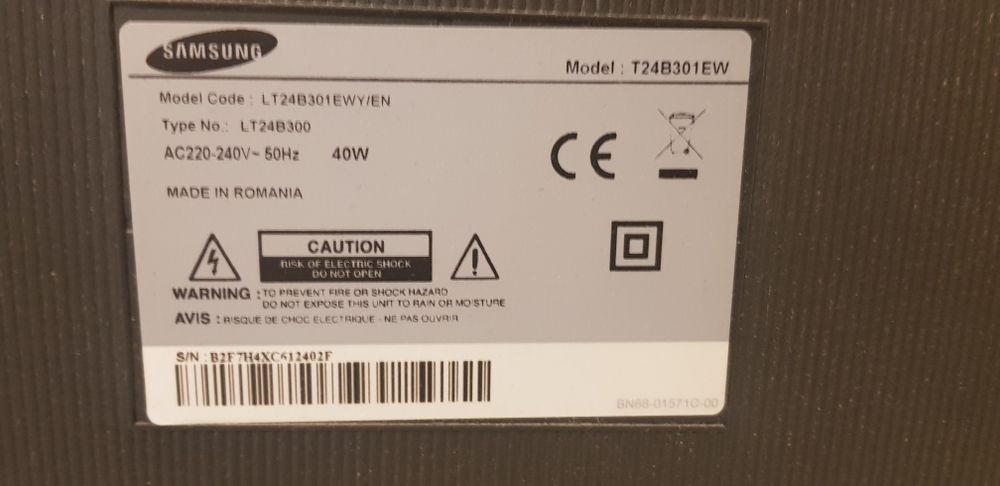 SAMSUNG
Model : T24B301EW
Model Code : LT24B301EWY/EN
Type No.: LT24B300
AC220-240V~ 50Hz 40W
MADE IN ROMANIA
CE
CAUTION
RISK OF ELECTRIC SHOCK
DO NOT OPEN
WARNING : TO PREVENT FIRE OR SHOCK HAZARD
DO NOT EXPOSE THIS UNIT TO RAIN OR MOISTURE
AVIS : RISQUE DE CHOC ELECTRIQUE - NE PAS OUVRIR
S/N : B2F7H4XC612402F
BN68-01571C-00